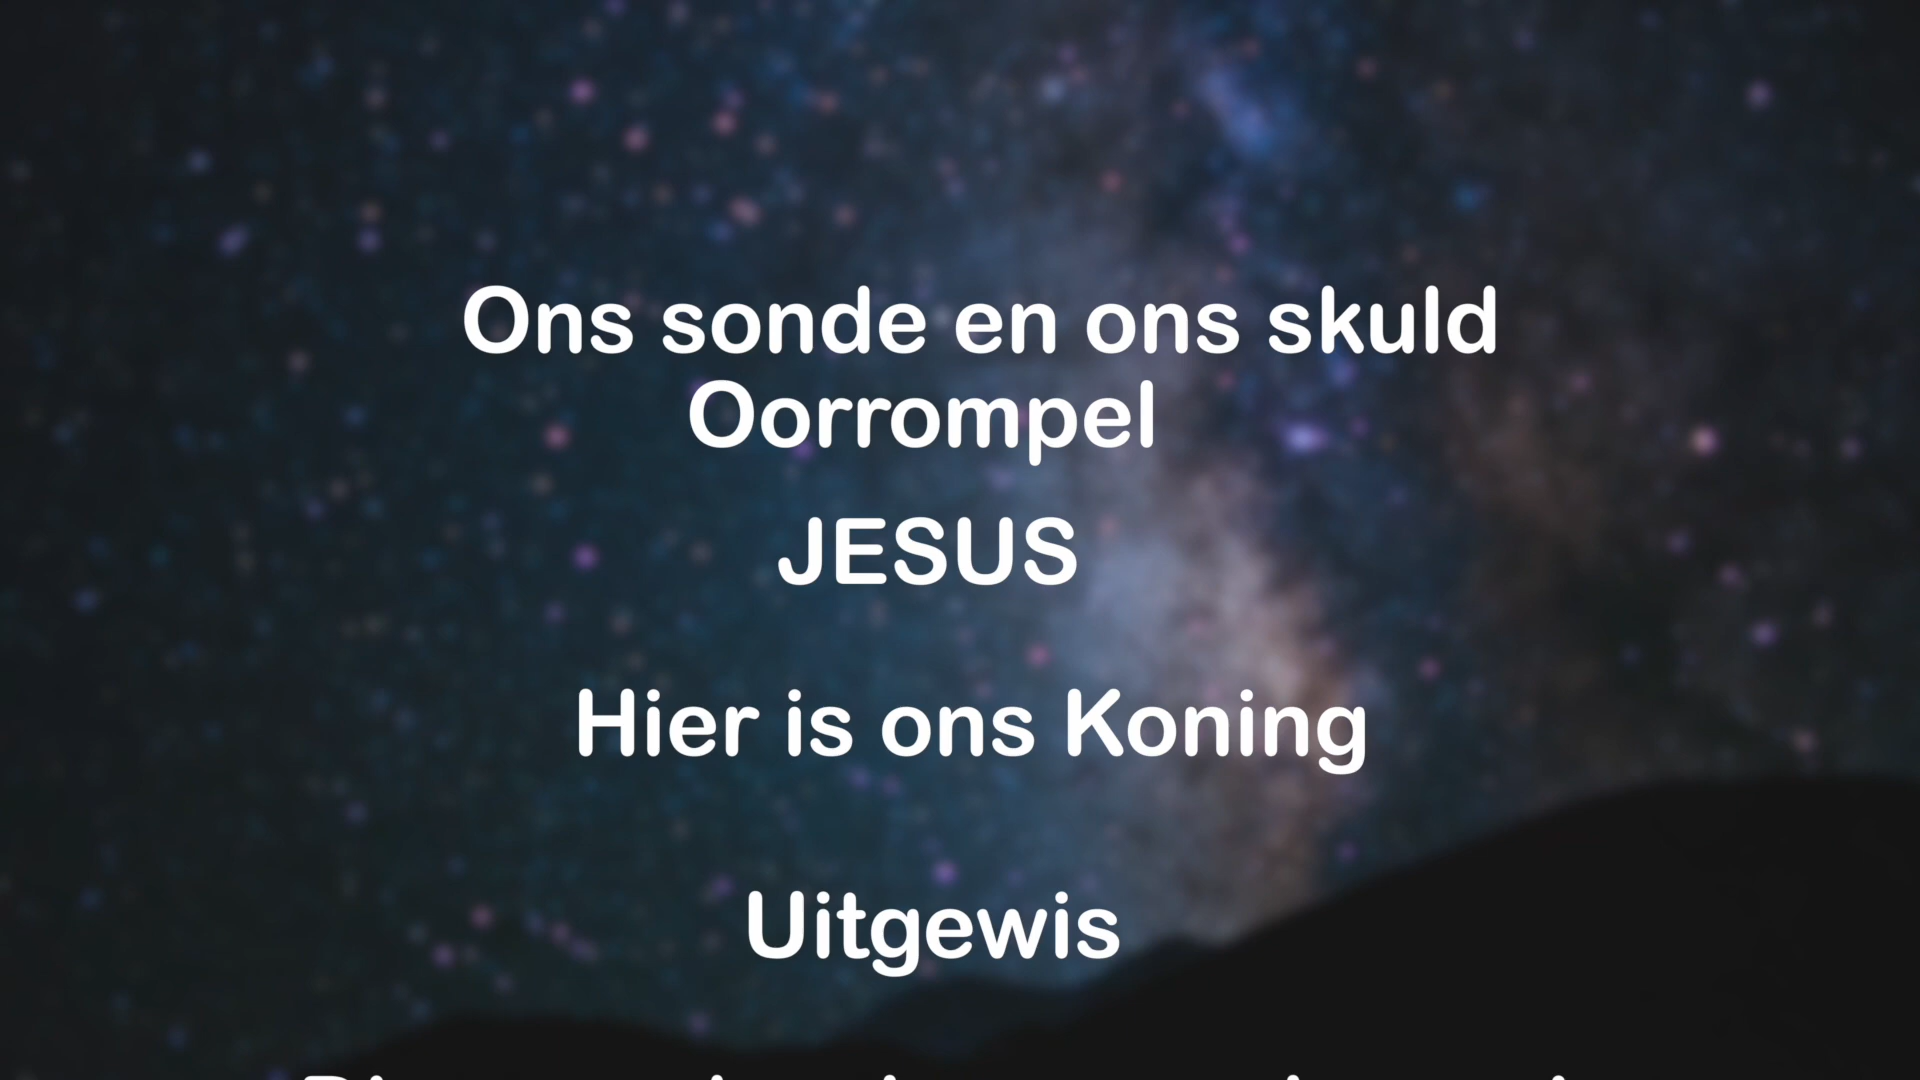 Ons sonde en ons skuld
Oorrompel
JESUS
Hier is ons Koning
Uitgewis